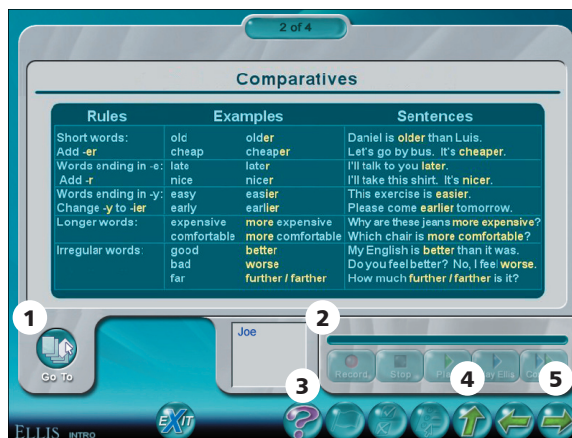 2 of 4
Comparatives
Rules Examples Sentences
Short words: old older Daniel is older than Luis.
Add -er cheap cheaper Let's go by bus. It's cheaper.
Words ending in -e: late later I'll talk to you later.
Add -r nice nicer I'll take this shirt. It's nicer.
Words ending in -y: easy easier This exercise is easier.
Change -y to -ier early earlier Please come earlier tomorrow.
Longer words: expensive more expensive Why are these jeans more expensive?
comfortable more comfortable Which chair is more comfortable?
Irregular words: good better My English is better than it was.
bad worse Do you feel better? No, I feel worse.
far further / farther How much further / farther is it?
1
2
Joe
Go To
3
Record
Stop
4
5
EXIT
ELLIS INTRO